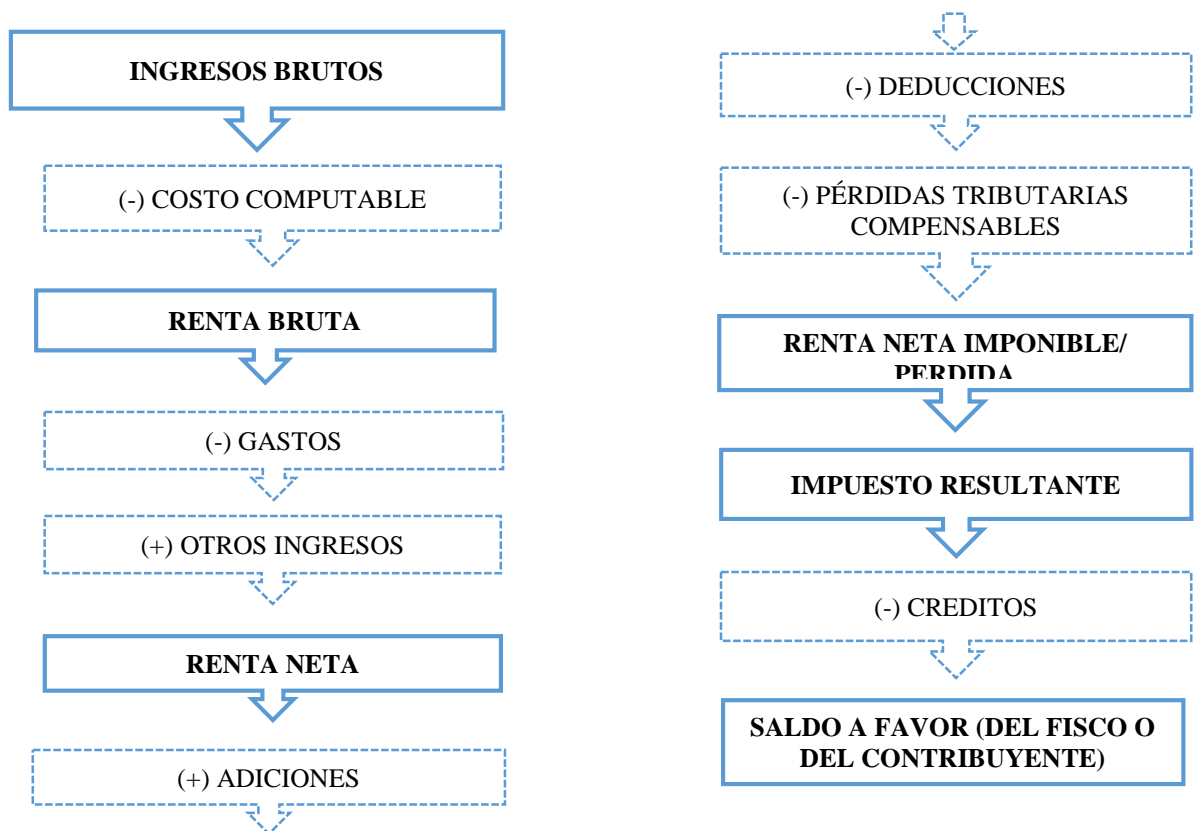 INGRESOS BRUTOS
(-) COSTO COMPUTABLE
RENTA BRUTA
(-) GASTOS
(+) OTROS INGRESOS
RENTA NETA
(+) ADICIONES
(-) DEDUCCIONES
(-) PÉRDIDAS TRIBUTARIAS
COMPENSABLES
RENTA NETA IMPONIBLE/
PERDIDA
IMPUESTO RESULTANTE
(-) CREDITOS
SALDO A FAVOR (DEL FISCO O
DEL CONTRIBUYENTE)